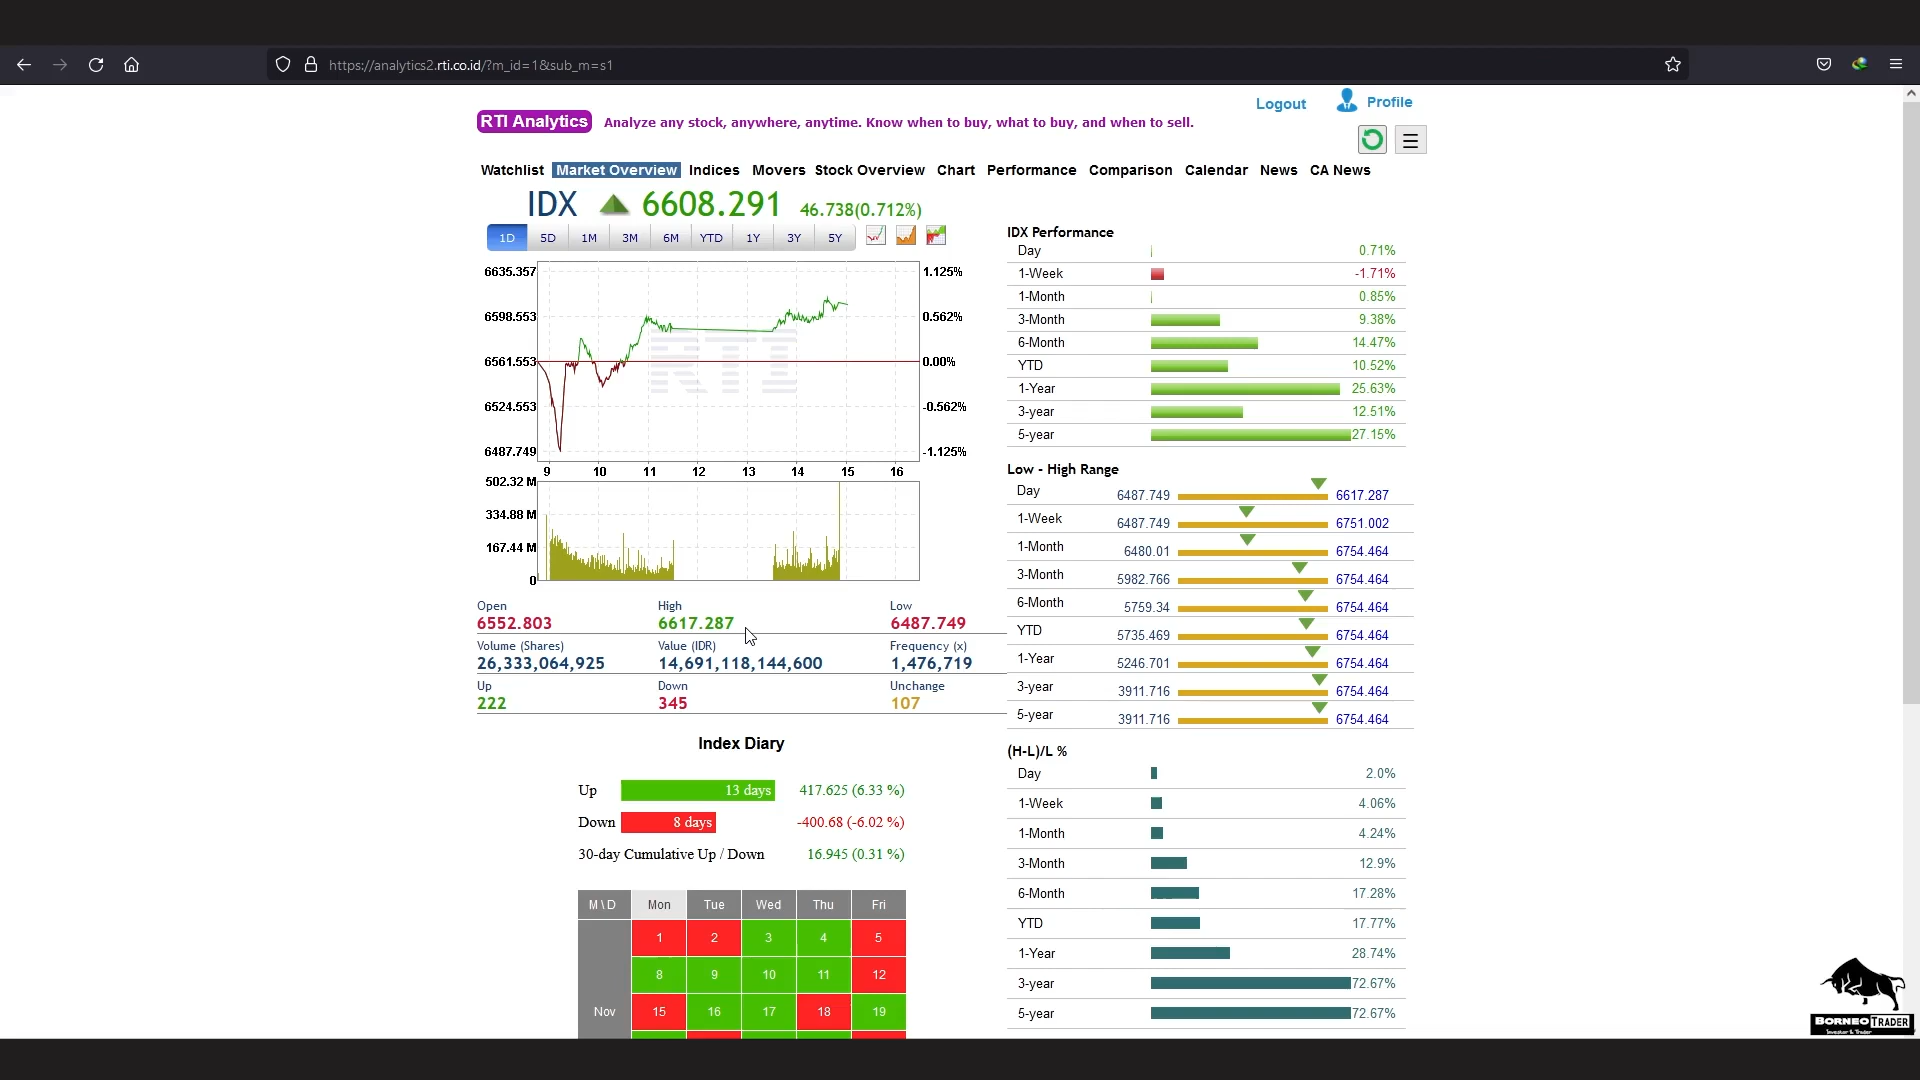 https://analytics2.rti.co.id/?m_id=1&sub_m=s1
Logout Profile
RTI Analytics Analyze any stock, anywhere, anytime. Know when to buy, what to buy, and when to sell.
Watchlist Market Overview Indices Movers Stock Overview Chart Performance Comparison Calendar News CA News
IDX 6608.291 46.738(0.712%)
1D 5D 1M 3M 6M YTD 1Y 3Y 5Y
6635.357 1.125%
6598.553 0.562%
6561.553 0.00%
6524.553 -0.562%
6487.749 -1.125%
RTI
9 10 11 12 13 14 15 16
502.32 M
334.88 M
167.44 M
0
Open High Low
6552.803 6617.287 6487.749
Volume (Shares) Value (IDR) Frequency (x)
26,333,064,925 14,691,118,144,600 1,476,719
Up Down Unchange
222 345 107
Index Diary
Up 13 days 417.625 (6.33 %)
Down 8 days -400.68 (-6.02 %)
30-day Cumulative Up / Down 16.945 (0.31 %)
M \ D Mon Tue Wed Thu Fri
1 2 3 4 5
8 9 10 11 12
Nov 15 16 17 18 19
IDX Performance
Day 0.71%
1-Week -1.71%
1-Month 0.85%
3-Month 9.38%
6-Month 14.47%
YTD 10.52%
1-Year 25.63%
3-year 12.51%
5-year 27.15%
Low - High Range
Day 6487.749 6617.287
1-Week 6487.749 6751.002
1-Month 6480.01 6754.464
3-Month 5982.766 6754.464
6-Month 5759.34 6754.464
YTD 5735.469 6754.464
1-Year 5246.701 6754.464
3-year 3911.716 6754.464
5-year 3911.716 6754.464
(H-L)/L %
Day 2.0%
1-Week 4.06%
1-Month 4.24%
3-Month 12.9%
6-Month 17.28%
YTD 17.77%
1-Year 28.74%
3-year 72.67%
5-year 72.67%
BORNEO TRADER
Investor & Trader